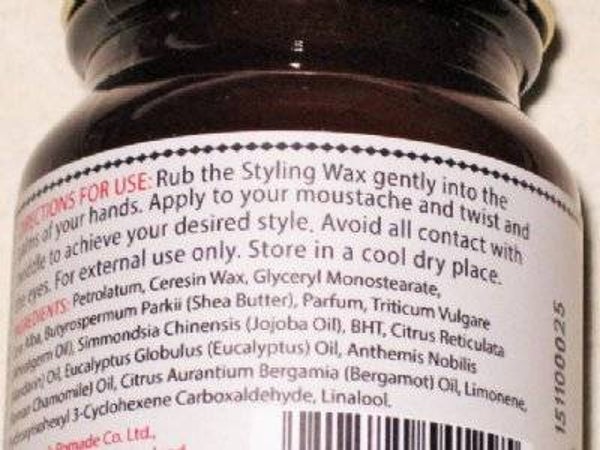 DIRECTIONS FOR USE: Rub the Styling Wax gently into the
palms of your hands. Apply to your moustache and twist and
to achieve your desired style. Avoid all contact with
the eyes. For external use only. Store in a cool dry place.
INGREDIENTS: Petrolatum, Ceresin Wax, Glyceryl Monostearate,
Alba, Butyrospermum Parkii (Shea Butter), Parfum, Triticum Vulgare
Oil), Simmondsia Chinensis (Jojoba Oil), BHT, Citrus Reticulata
Oil, Eucalyptus Globulus (Eucalyptus) Oil, Anthemis Nobilis
Chamomile) Oil, Citrus Aurantium Bergamia (Bergamot) Oil, Limonene,
3-Cyclohexene Carboxaldehyde, Linalool.
Pomade Co. Ltd.,
151100025